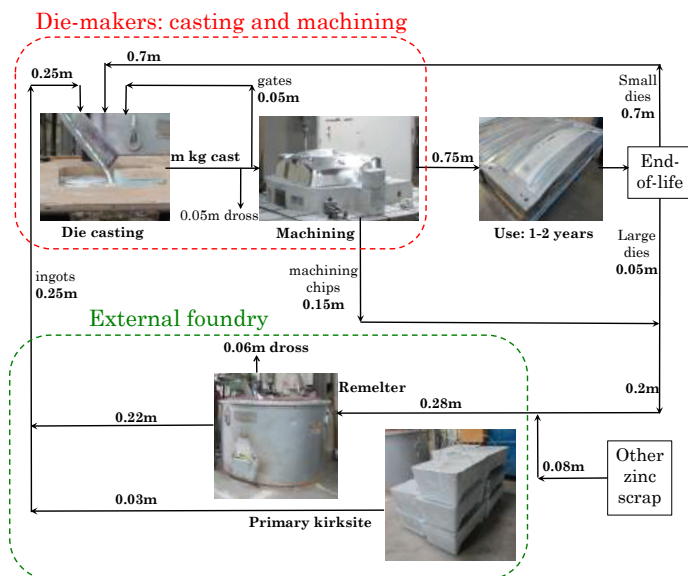 Die-makers: casting and machining
0.7m
0.25m
gates
0.05m
Small
dies
0.7m
m kg cast
0.75m
End-
of-life
0.05m dross
Die casting
Machining
Use: 1-2 years
Large
dies
0.05m
ingots
0.25m
machining
chips
0.15m
External foundry
0.06m dross
Remelter
0.2m
0.28m
0.22m
Other
zinc
scrap
0.08m
0.03m
Primary kirksite